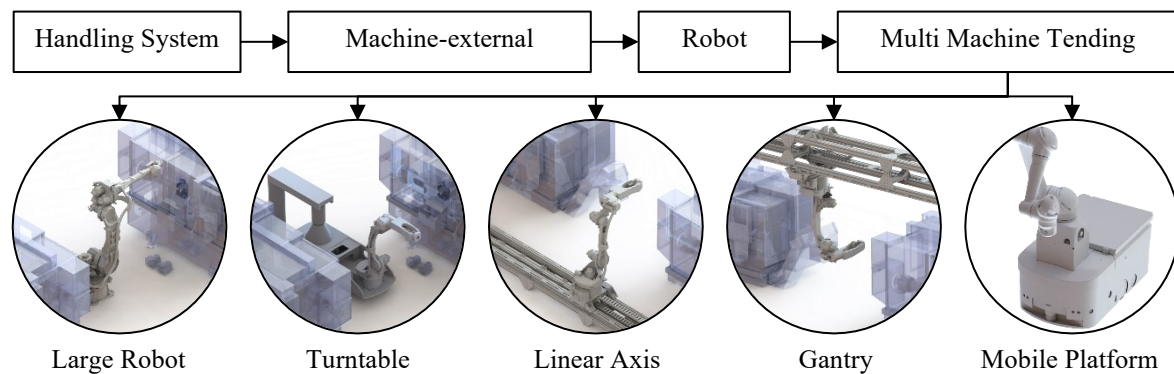 Handling System
Machine-external
Robot
Multi Machine Tending
Large Robot
Turntable
Linear Axis
Gantry
Mobile Platform